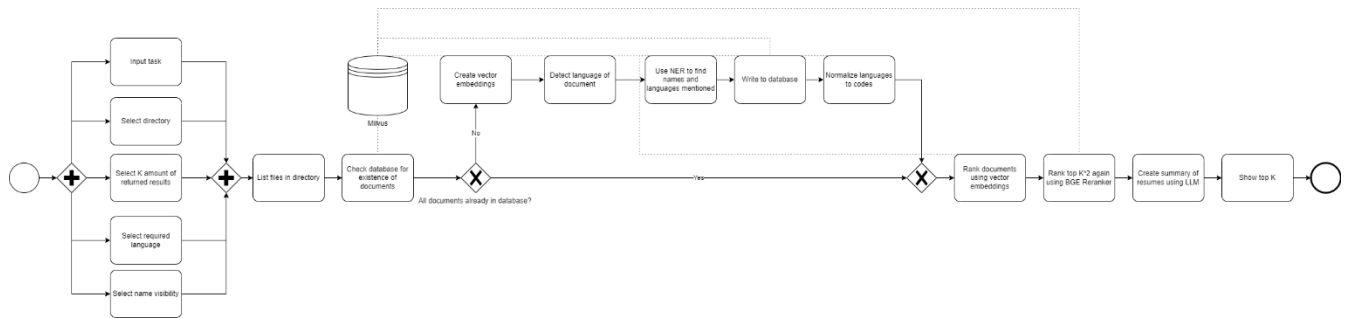 Input task
Select directory
Select K amount of
returned results
Select required
language
Select name visibility
List files in directory
Check database for
existence of
documents
Milvus
All documents already in database?
No
Yes
Create vector
embeddings
Detect language of
document
Use NER to find
names and
languages mentioned
Write to database
Normalize languages
to codes
Rank documents
using vector
embeddings
Rank top K*2 again
using BGE Reranker
Create summary of
resumes using LLM
Show top K